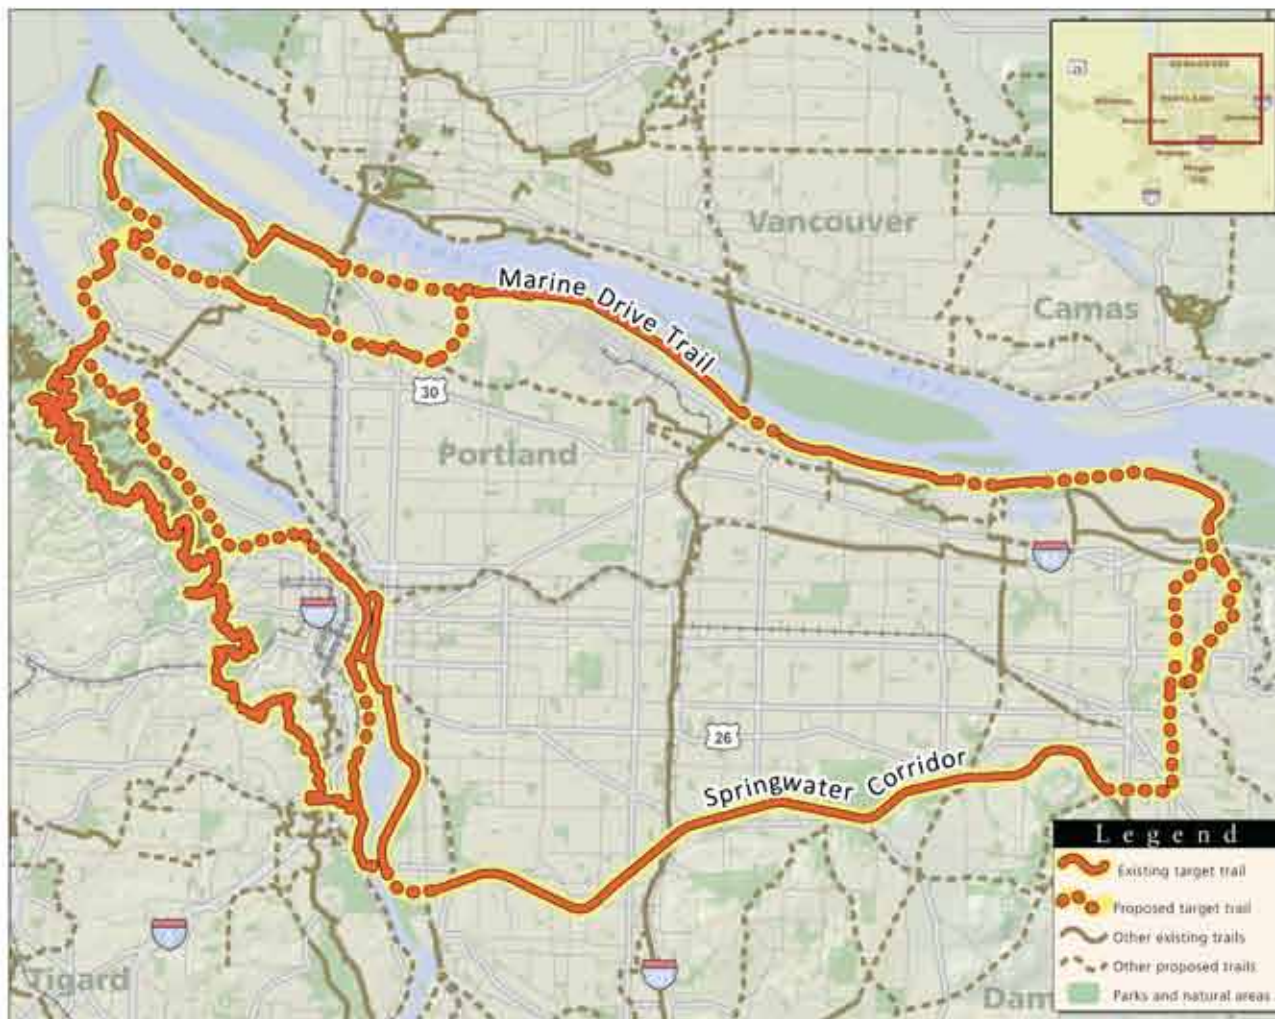 Vancouver
Camas
Marine Drive Trail
30
Portland
26
Springwater Corridor
Tigard
Dam
Legend
Existing target trail
Proposed target trail
Other existing trails
Other proposed trails
Parks and natural areas